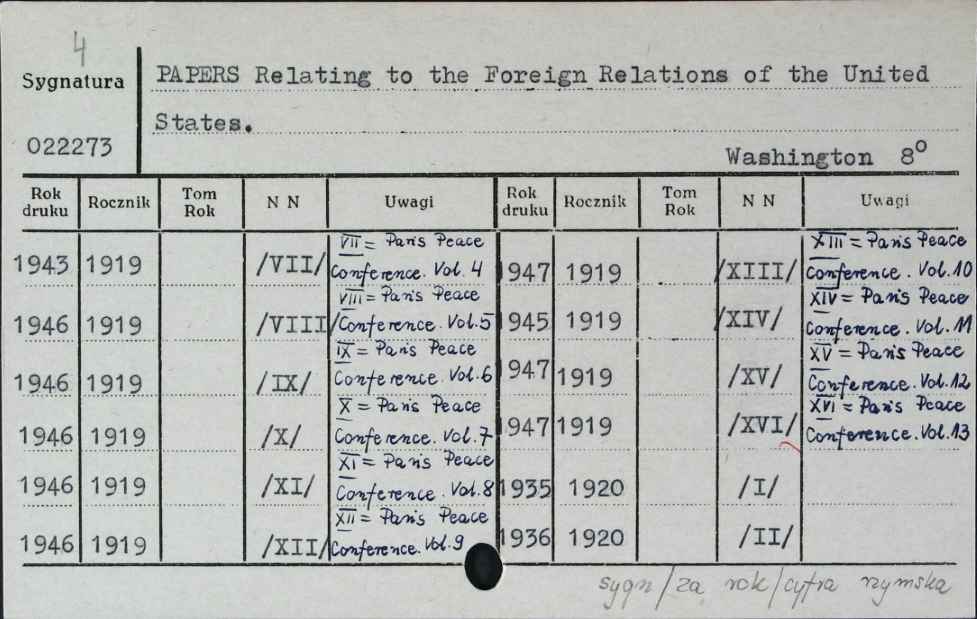 4
Sygnatura
022273
PAPERS Relating to the Foreign Relations of the United
States.
Washington 8°
Rok druku Rocznik Tom Rok N N Uwagi Rok druku Rocznik Tom Rok N N Uwagi
1943 1919 /VII/ VII = Paris Peace
Conference. Vol. 4
1946 1919 /VIII/ VIII = Paris Peace
Conference. Vol. 5
1946 1919 /IX/ IX = Paris Peace
Conference. Vol. 6
1946 1919 /X/ X = Paris Peace
Conference. Vol. 7
1946 1919 /XI/ XI = Paris Peace
Conference. Vol. 8
1946 1919 /XII/ XII = Paris Peace
Conference. Vol. 9
1947 1919 /XIII/ XIII = Paris Peace
Conference. Vol. 10
1945 1919 /XIV/ XIV = Paris Peace
Conference. Vol. 11
1947 1919 /XV/ XV = Paris Peace
Conference. Vol. 12
1947 1919 /XVI/ XVI = Paris Peace
Conference. Vol. 13
1935 1920 /I/
1936 1920 /II/
sygn/za rok/cyfra rzymska